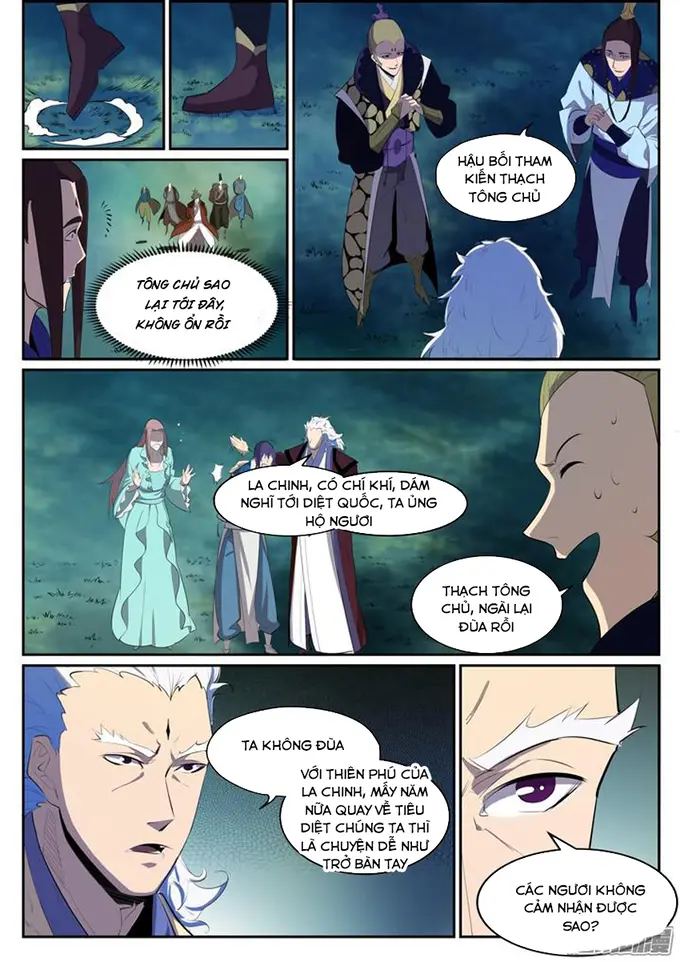 HẬU BỐI THAM
KIẾN THẠCH
TÔNG CHỦ
TÔNG CHỦ SAO
LẠI TỚI ĐÂY,
KHÔNG ỔN RỒI
LA CHINH, CÓ CHÍ KHÍ, DÁM
NGHĨ TỚI DIỆT QUỐC, TA ỦNG
HỘ NGƯƠI
THẠCH TÔNG
CHỦ, NGÀI LẠI
ĐÙA RỒI
TA KHÔNG ĐÙA
VỚI THIÊN PHÚ CỦA
LA CHINH, MẤY NĂM
NỮA QUAY VỀ TIÊU
DIỆT CHÚNG TA THÌ
LÀ CHUYỆN DỄ NHƯ
TRỞ BÀN TAY
CÁC NGƯƠI KHÔNG
CẢM NHẬN ĐƯỢC
SAO?